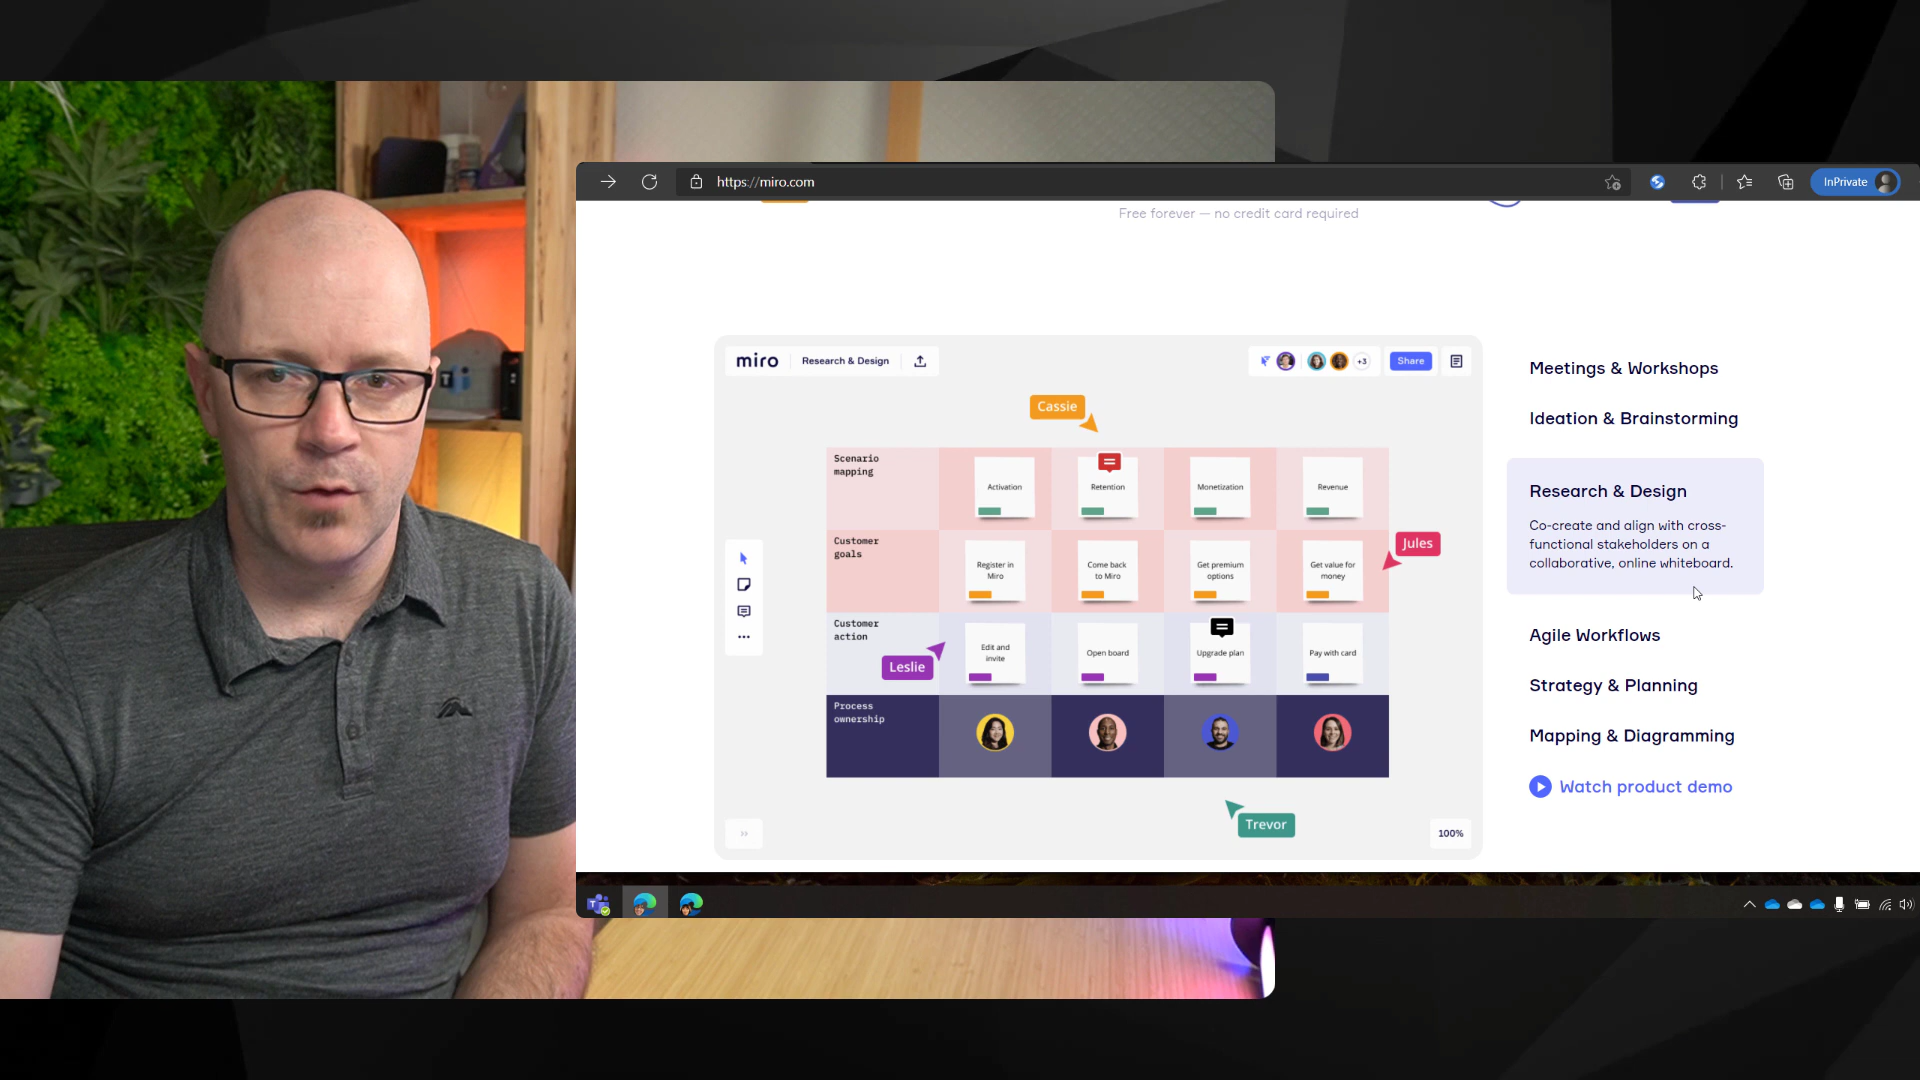 https://miro.com
InPrivate
Free forever — no credit card required
miro
Research & Design
+3
Share
Cassie
Scenario
mapping
Activation
Retention
Monetization
Revenue
Customer
goals
Register in
Miro
Come back
to Miro
Get premium
options
Get value for
money
Jules
Customer
action
Edit and
invite
Open board
Upgrade plan
Pay with card
Leslie
Process
ownership
Trevor
100%
Meetings & Workshops
Ideation & Brainstorming
Research & Design
Co-create and align with cross-
functional stakeholders on a
collaborative, online whiteboard.
Agile Workflows
Strategy & Planning
Mapping & Diagramming
Watch product demo